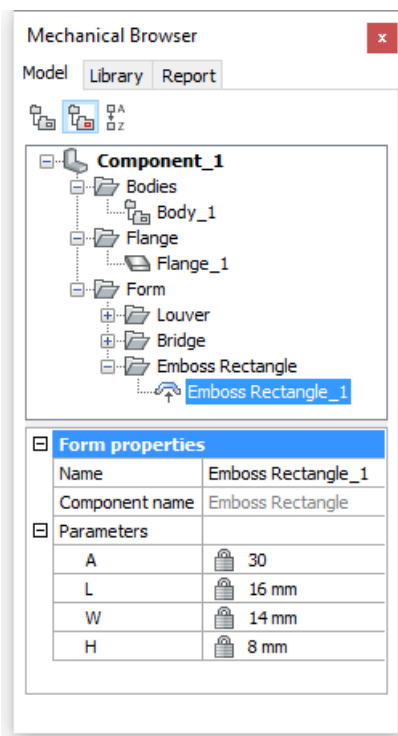 Mechanical Browser
x
Model Library Report
A
Z
Component_1
Bodies
Body_1
Flange
Flange_1
Form
Louver
Bridge
Emboss Rectangle
Emboss Rectangle_1
Form properties
Name Emboss Rectangle_1
Component name Emboss Rectangle
Parameters
A 30
L 16 mm
W 14 mm
H 8 mm